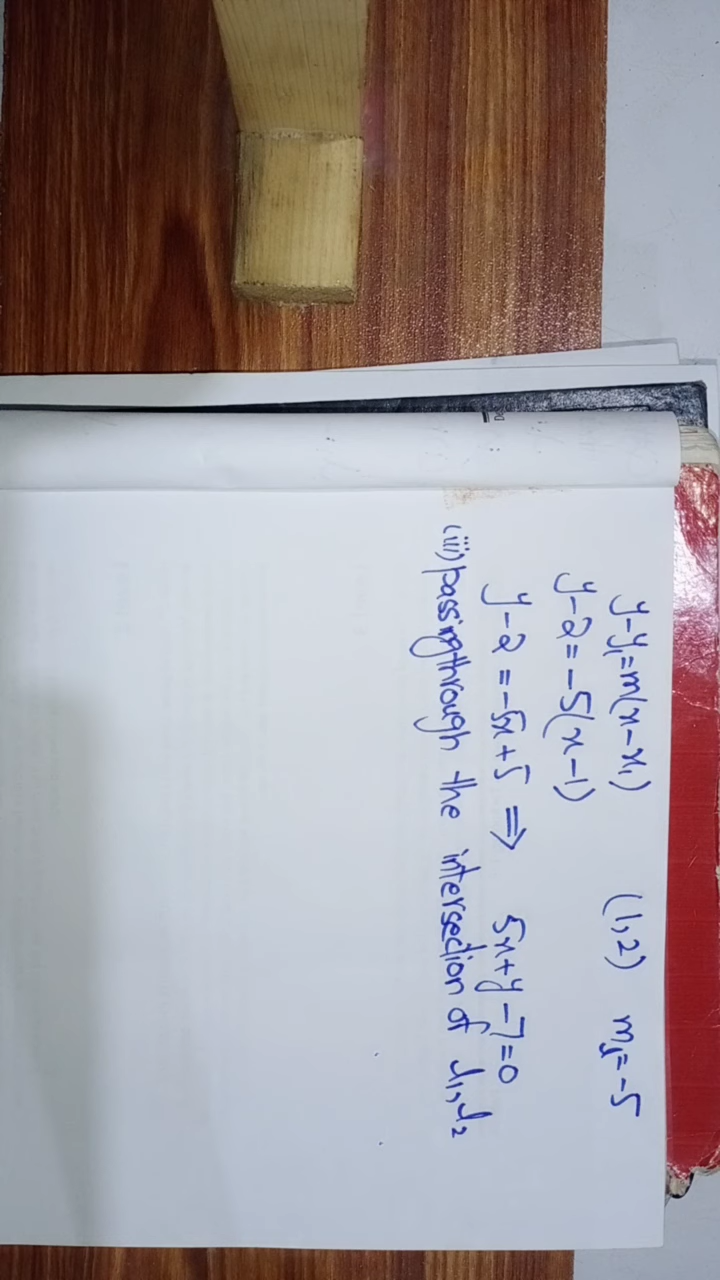 y-y₁=m(x-x₁) (1,2) m₁=-5
y-2=-5(x-1)
y-2=-5x+5 ⇒ 5x+y-7=0
(iii) passing through the intersection of l₁, l₂